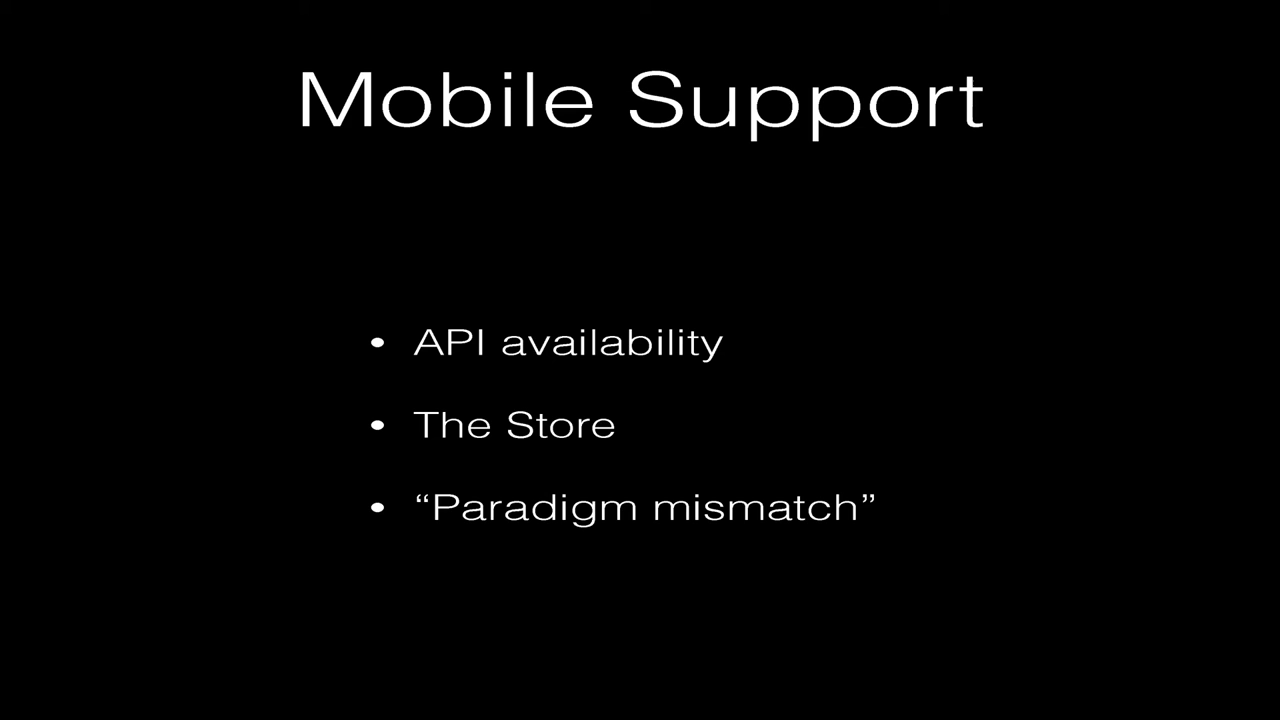 Mobile Support
• API availability
• The Store
• “Paradigm mismatch”